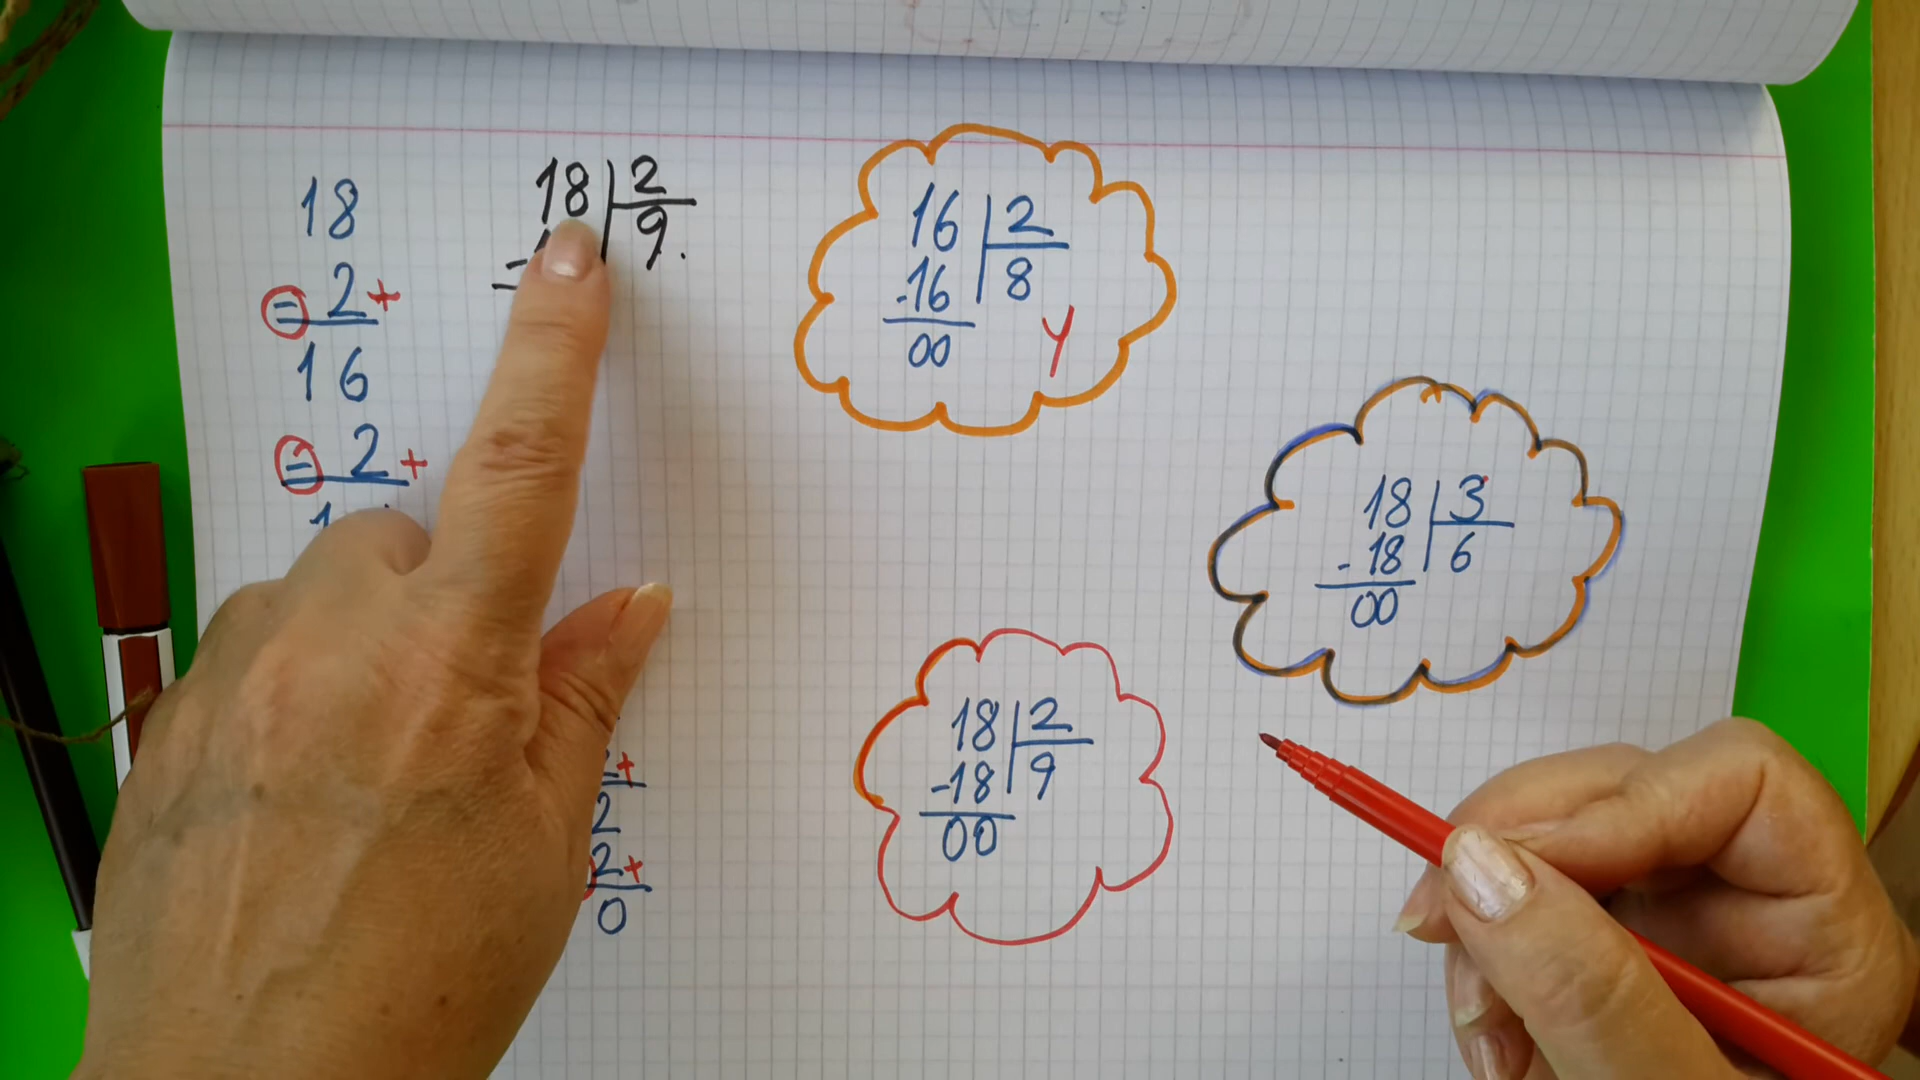 18
= 2+
16
= 2+
2+
2
2+
0
18 | 2
- 9.
16 | 2
-16 8
00 y
18 | 3
- 18 6
00
18 | 2
-18 9
00